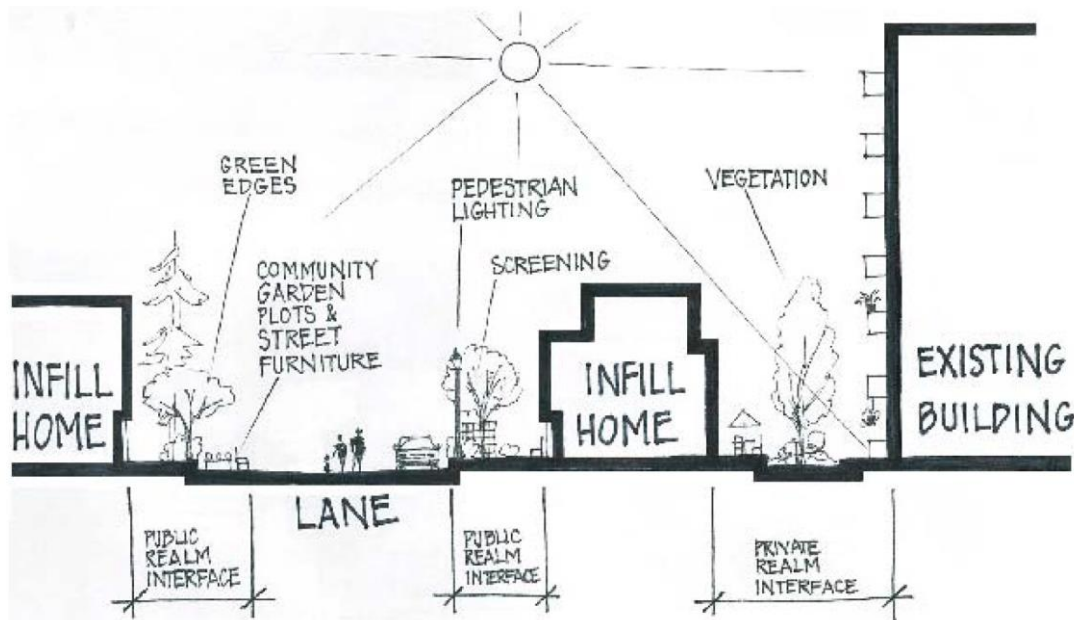 GREEN
EDGES
COMMUNITY
GARDEN
PLOTS &
STREET
FURNITURE
PEDESTRIAN
LIGHTING
SCREENING
VEGETATION
INFILL
HOME
INFILL
HOME
EXISTING
BUILDING
LANE
PUBLIC
REALM
INTERFACE
PUBLIC
REALM
INTERFACE
PRIVATE
REALM
INTERFACE